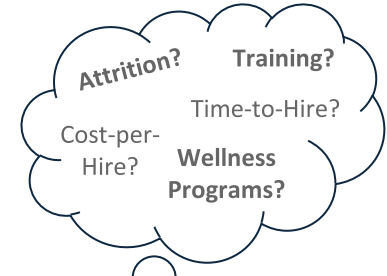 Attrition?
Training?
Time-to-Hire?
Cost-per-
Hire?
Wellness
Programs?